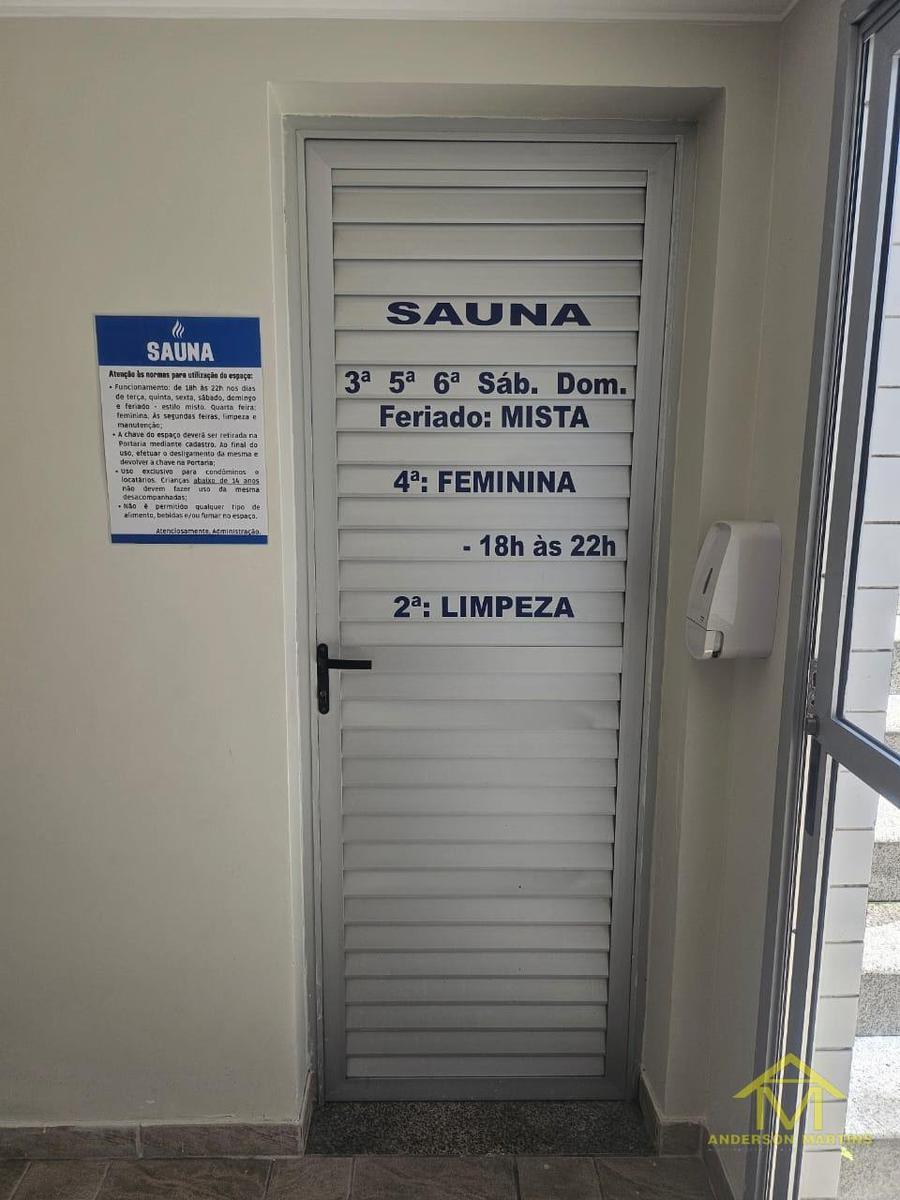 SAUNA
Atenção às normas para utilização do espaço:
• Funcionamento: de 18h às 22h nos dias
de terça, quinta, sexta, sábado, domingo
e feriado - estilo misto. Quarta feira:
feminina. Às segundas feiras, limpeza e
manutenção;
• A chave do espaço deverá ser retirada na
Portaria mediante cadastro. Ao final do
uso, efetuar o desligamento da mesma e
devolver a chave na Portaria;
• Uso exclusivo para condôminos e
locatários. Crianças abaixo de 14 anos
não devem fazer uso da mesma
desacompanhadas;
• Não é permitido qualquer tipo de
alimento, bebidas e/ou fumar no espaço.
Atenciosamente, Administração.
SAUNA
3ª 5ª 6ª Sáb. Dom.
Feriado: MISTA
4ª: FEMININA
- 18h às 22h
2ª: LIMPEZA
ANDERSON MARTINS